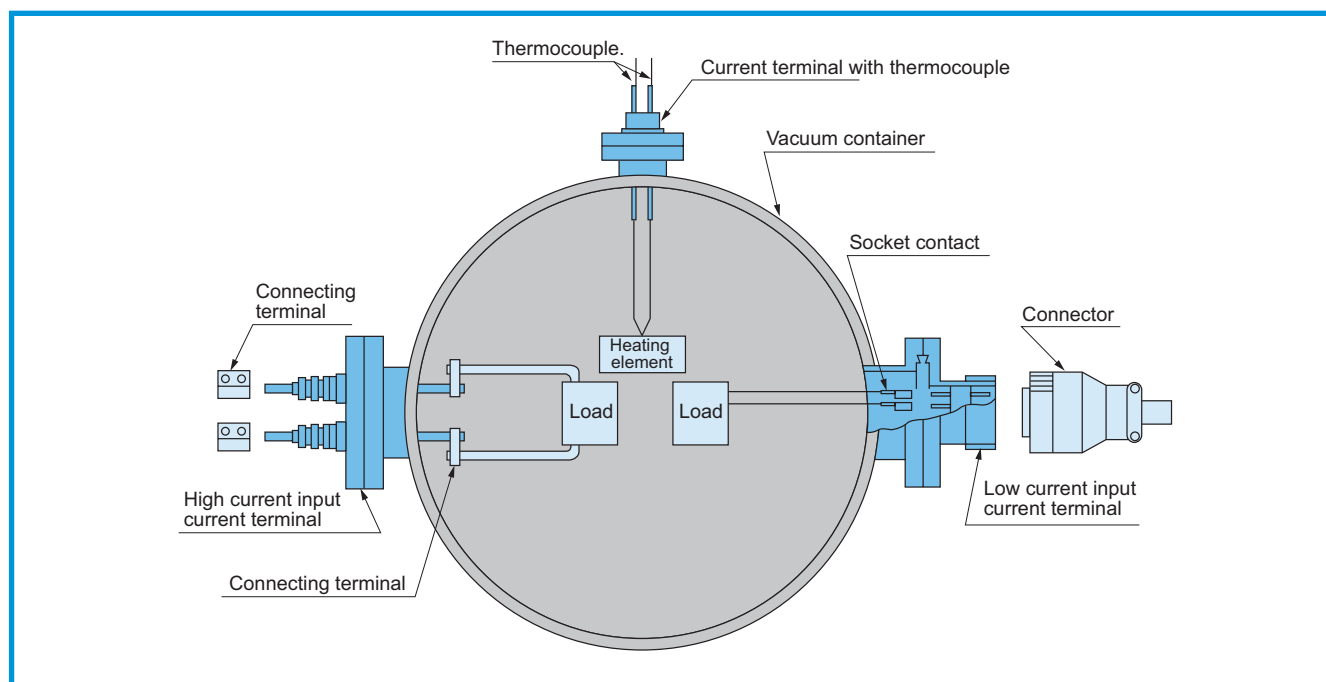 Thermocouple.
Current terminal with thermocouple
Vacuum container
Socket contact
Connecting
terminal
Connector
Heating
element
Load
Load
High current input
current terminal
Low current input
current terminal
Connecting terminal